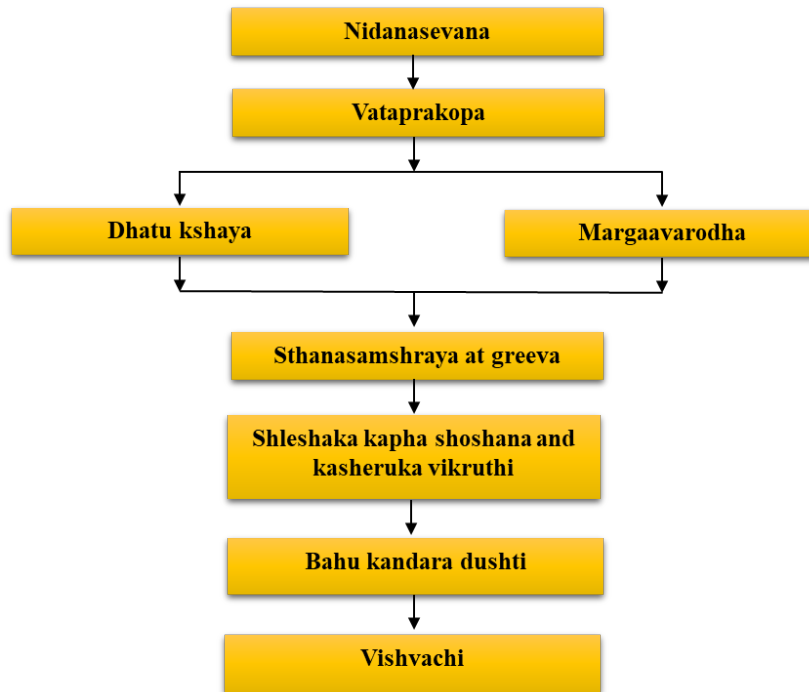 Nidanasevana
Vataprakopa
Dhatu kshaya
Margaavarodha
Sthanasamshraya at greeva
Shleshaka kapha shoshana and
kasheruka vikruthi
Bahu kandara dushti
Vishvachi